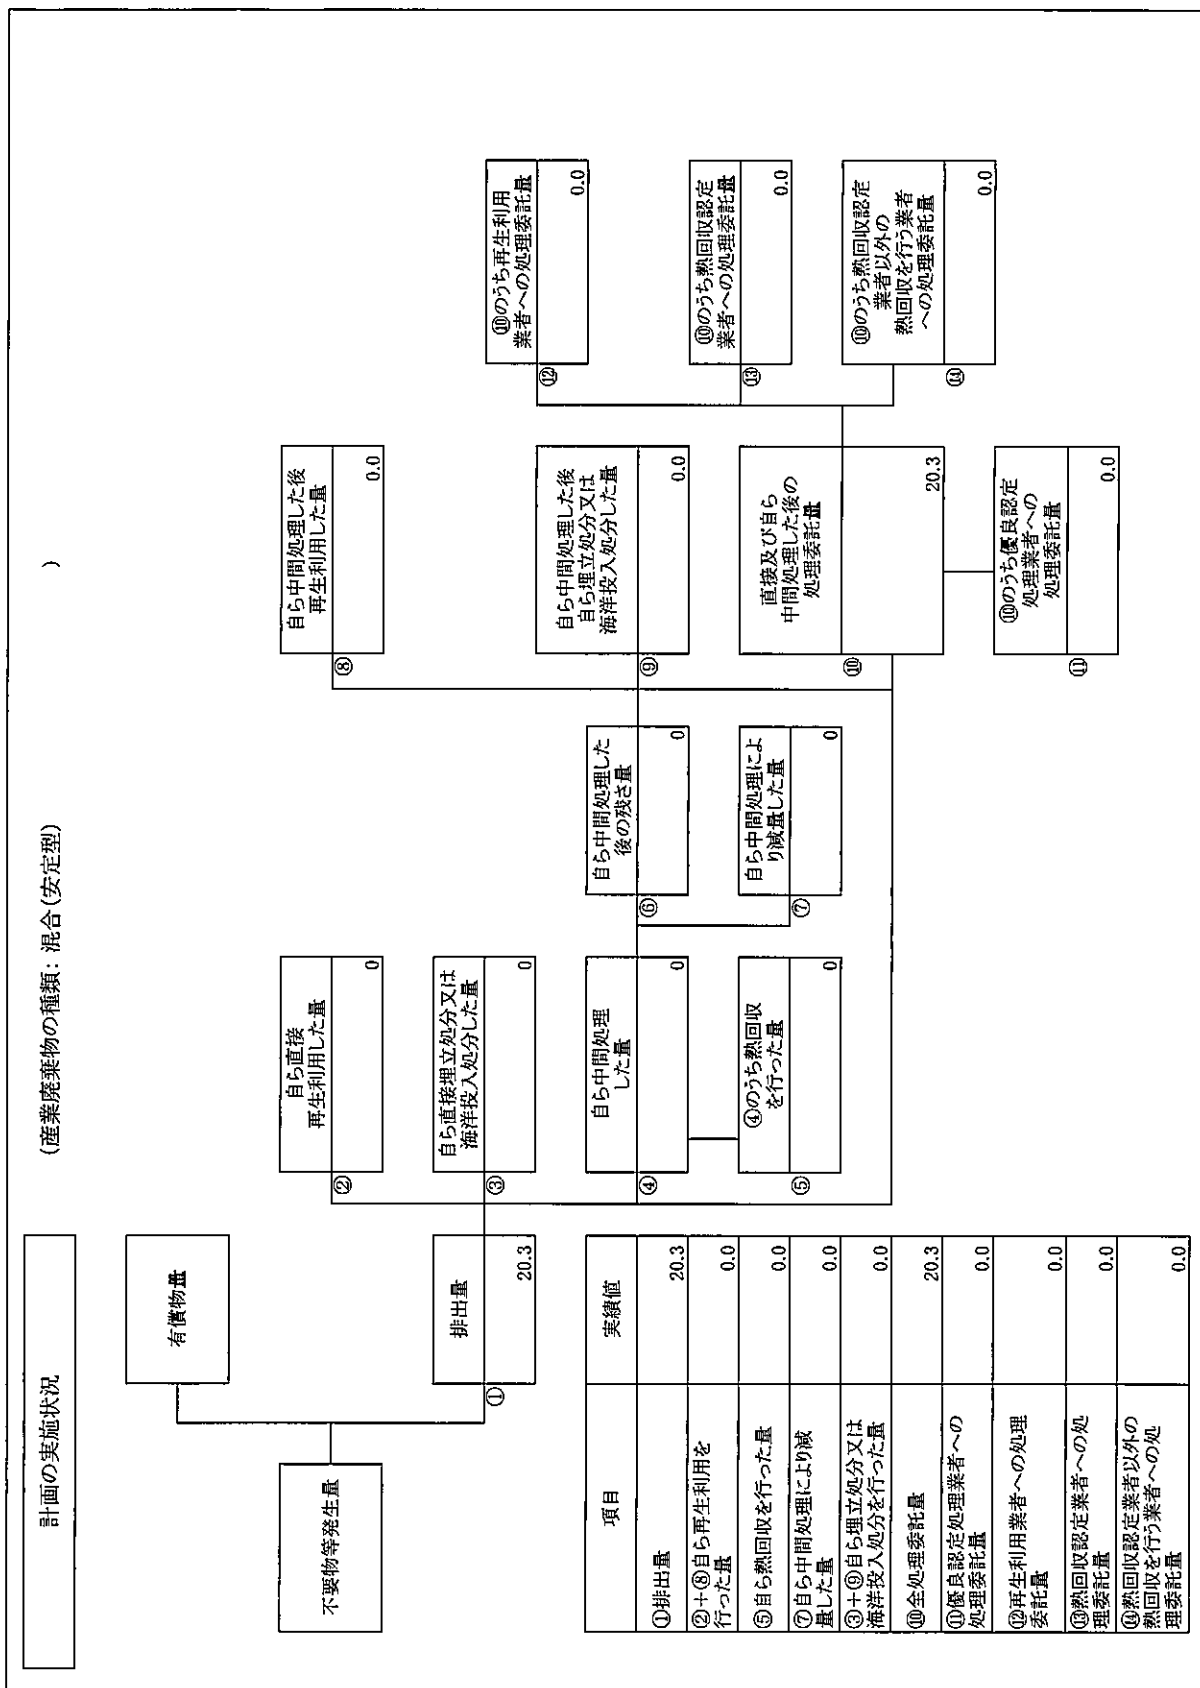 計画の実施状況
(産業廃棄物の種類: 混合(安定型)
)
不要物等発生量
有償物量
排出量
①
20.3
自ら直接
再生利用した量
②
0
自ら直接埋立処分又は
海洋投入処分した量
③
0
自ら中間処理
した量
④
0
④のうち熱回収
を行った量
⑤
0
自ら中間処理した
後の残さ量
⑥
0
自ら中間処理によ
り減量した量
⑦
0
自ら中間処理した後
再生利用した量
⑧
0.0
自ら中間処理した後
自ら埋立処分又は
海洋投入処分した量
⑨
0.0
直接及び自ら
中間処理した後の
処理委託量
⑩
20.3
⑩のうち優良認定
処理業者への
処理委託量
⑪
0.0
⑩のうち再生利用
業者への処理委託量
⑫
0.0
⑩のうち熱回収認定
業者への処理委託量
⑬
0.0
⑩のうち熱回収認定
業者以外の
熱回収を行う業者
への処理委託量
⑭
0.0
項目
実績値
①排出量
20.3
②+⑧自ら再生利用を
行った量
0.0
⑤自ら熱回収を行った量
0.0
⑦自ら中間処理により減
量した量
0.0
③+⑨自ら埋立処分又は
海洋投入処分を行った量
0.0
⑩全処理委託量
20.3
⑪優良認定処理業者への
処理委託量
0.0
⑫再生利用業者への処理
委託量
0.0
⑬熱回収認定業者への処
理委託量
0.0
⑭熱回収認定業者以外の
熱回収を行う業者への処
理委託量
0.0